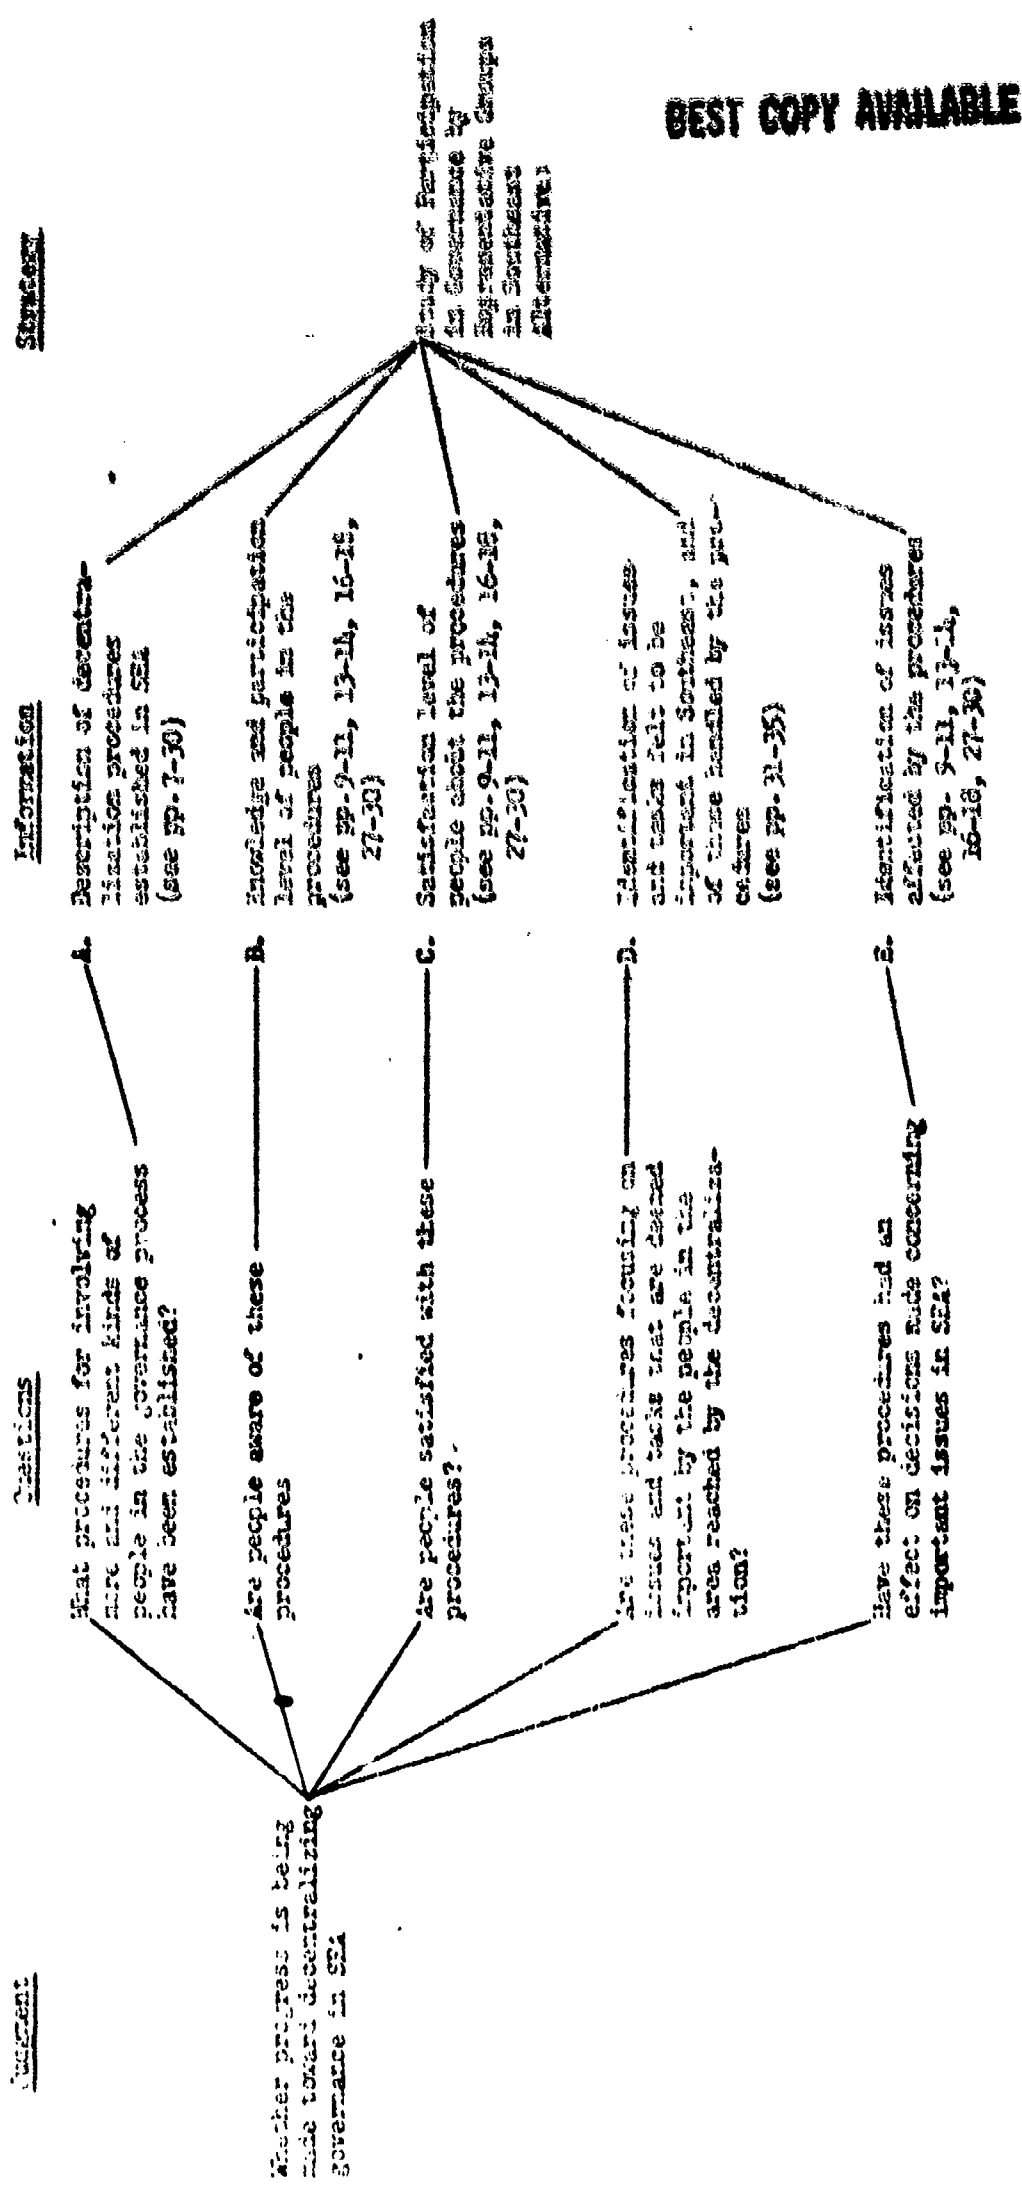 BEST COPY AVAILABLE
Judgment
Whether progress is being
made toward decentralizing
governance in SEA
Questions
What procedures for involving
more and different kinds of
people in the governance process
have been established?
Are people aware of these
procedures
Are people satisfied with these
procedures?
Are these procedures focusing on
issues and tasks that are deemed
important by the people in the
area reached by the decentraliza-
tion?
Have these procedures had an
effect on decisions made concerning
important issues in SEA?
Information
A. Description of decentra-
lization procedures
established in SEA
(see pp. 7-30)
B. Knowledge and participation
level of people in the
procedures
(see pp. 9-11, 13-14, 16-18,
27-30)
C. Satisfaction level of
people about the procedures
(see pp. 9-11, 13-14, 16-18,
27-30)
D. Identification of issues
and tasks felt to be
important in Southeast, and
of those handled by the pro-
cedures
(see pp. 31-35)
E. Identification of issues
affected by the procedures
(see pp. 9-11, 13-14,
16-18, 27-30)
Strategy
Study of Participation
in Governance by
Representative Groups
in Southeast
Alternatives